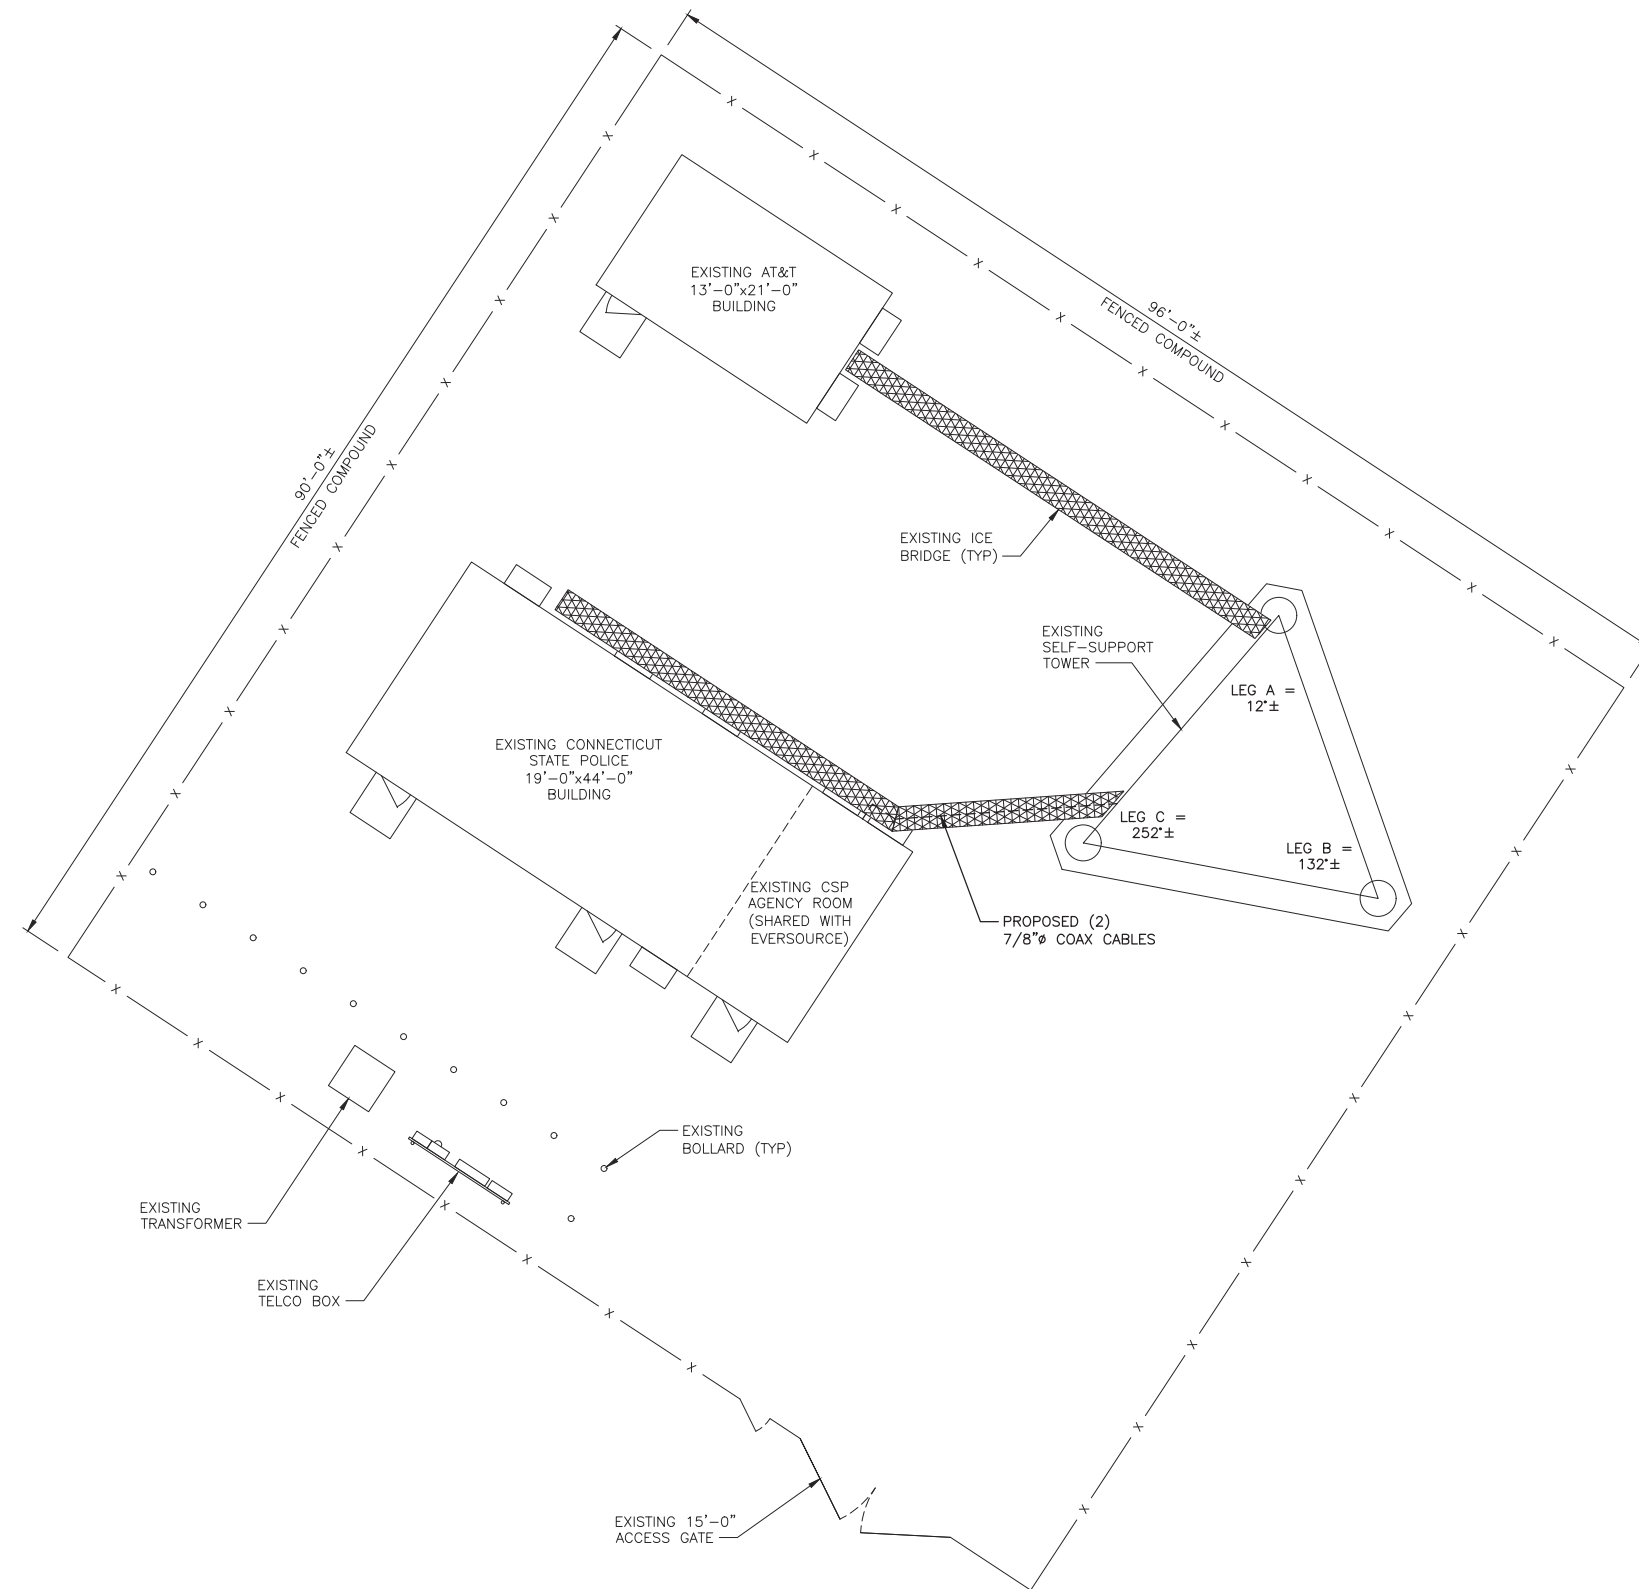 96'-0"±
FENCED COMPOUND
90'-0"±
FENCED COMPOUND
EXISTING AT&T
13'-0"x21'-0"
BUILDING
EXISTING ICE
BRIDGE (TYP)
EXISTING
SELF-SUPPORT
TOWER
LEG A =
12°±
EXISTING CONNECTICUT
STATE POLICE
19'-0"x44'-0"
BUILDING
LEG C =
252°±
LEG B =
132°±
EXISTING CSP
AGENCY ROOM
(SHARED WITH
EVERSOURCE)
PROPOSED (2)
7/8"ø COAX CABLES
EXISTING
BOLLARD (TYP)
EXISTING
TRANSFORMER
EXISTING
TELCO BOX
EXISTING 15'-0"
ACCESS GATE